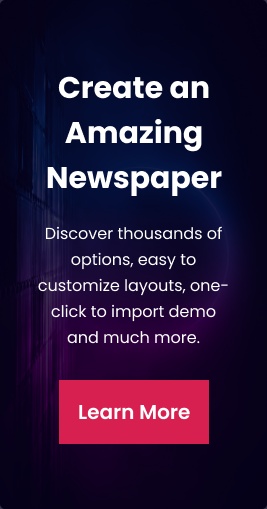 Create an
Amazing
Newspaper
Discover thousands of
options, easy to
customize layouts, one-
click to import demo
and much more.
Learn More